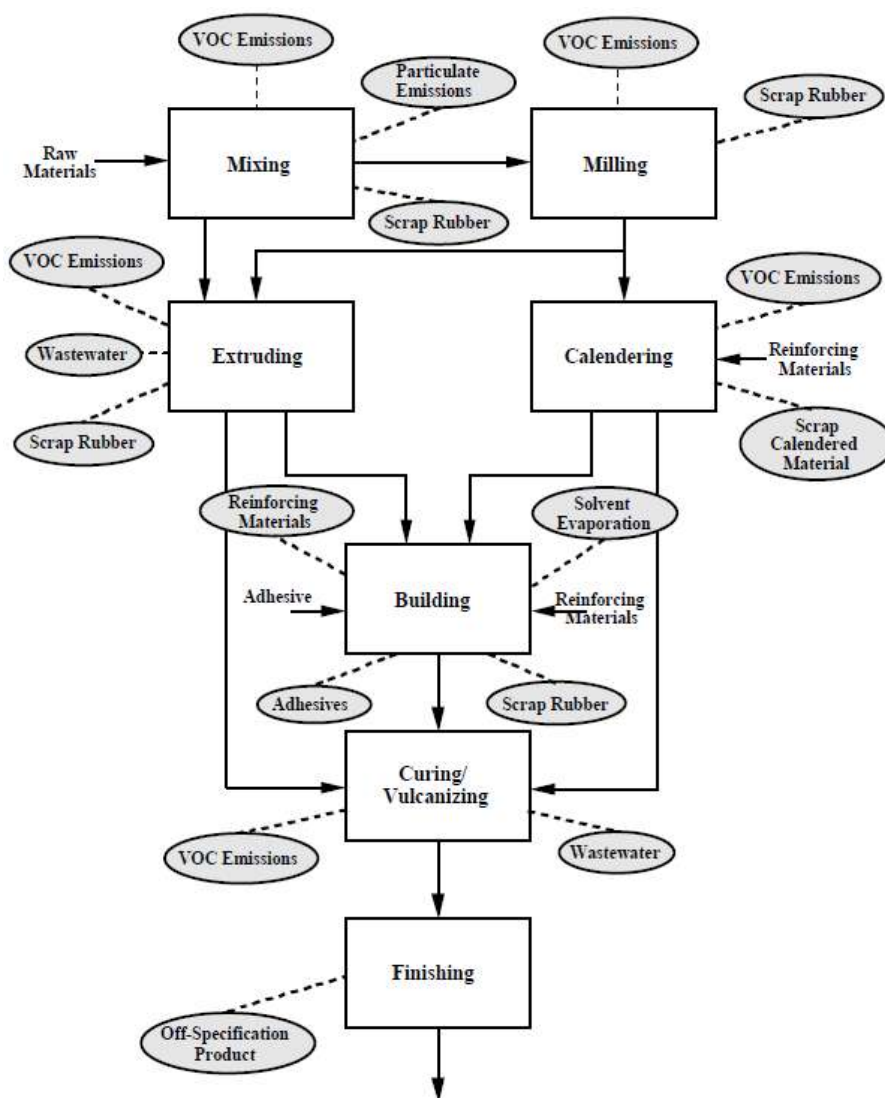 VOC Emissions
VOC Emissions
Particulate
Emissions
Scrap Rubber
Raw
Materials
Mixing
Milling
Scrap Rubber
VOC Emissions
VOC Emissions
Wastewater
Extruding
Calendering
Reinforcing
Materials
Scrap Rubber
Scrap
Calendered
Material
Reinforcing
Materials
Solvent
Evaporation
Adhesive
Building
Reinforcing
Materials
Adhesives
Scrap Rubber
Curing/
Vulcanizing
VOC Emissions
Wastewater
Finishing
Off-Specification
Product